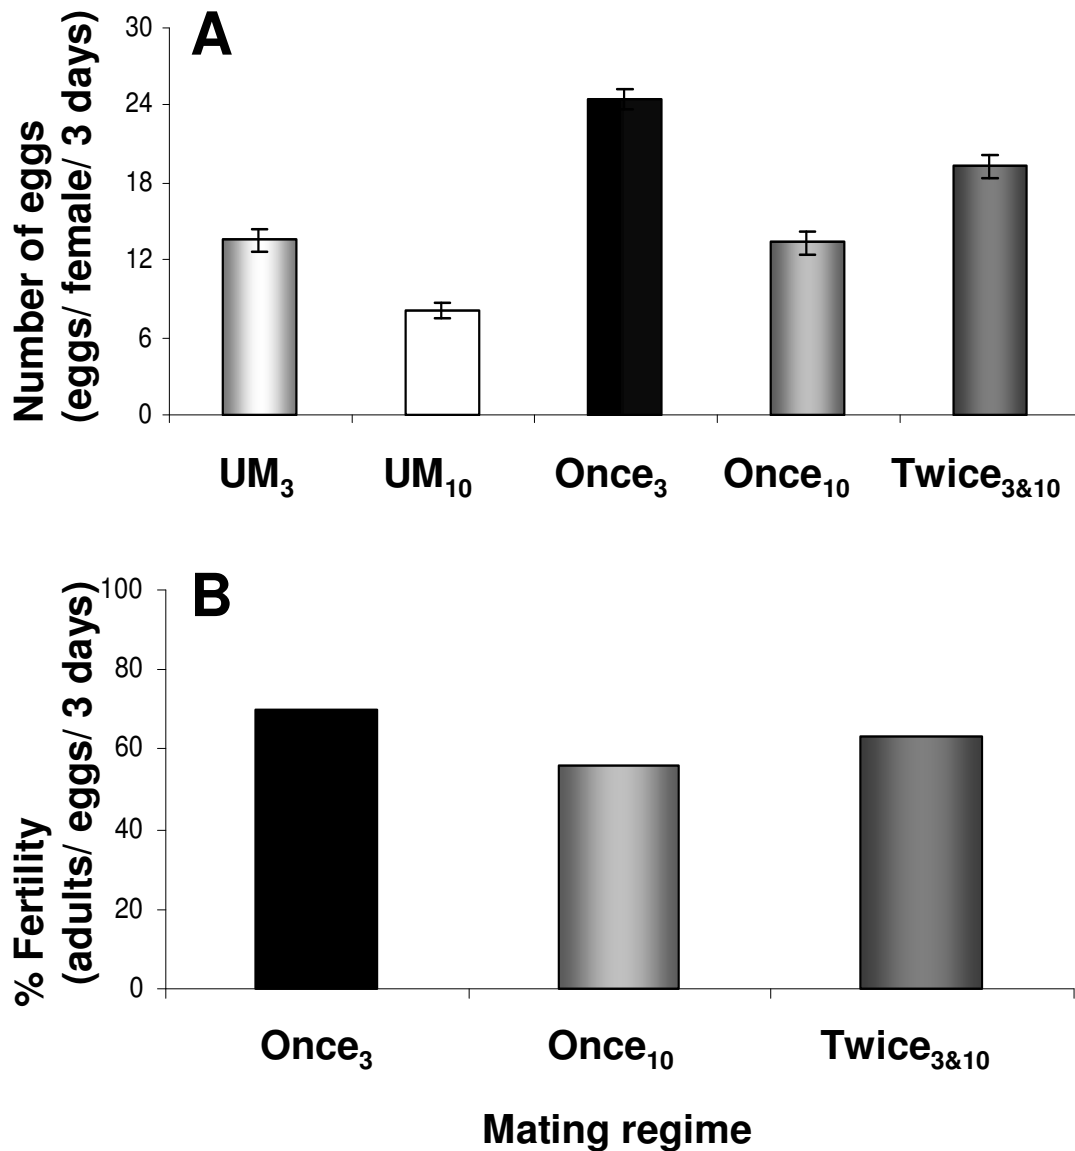 A
Number of eggs
(eggs/ female/ 3 days)
30
24
18
12
6
0
UM3 UM10 Once3 Once10 Twice3&10
B
% Fertility
(adults/ eggs/ 3 days)
100
80
60
40
20
0
Once3 Once10 Twice3&10
Mating regime